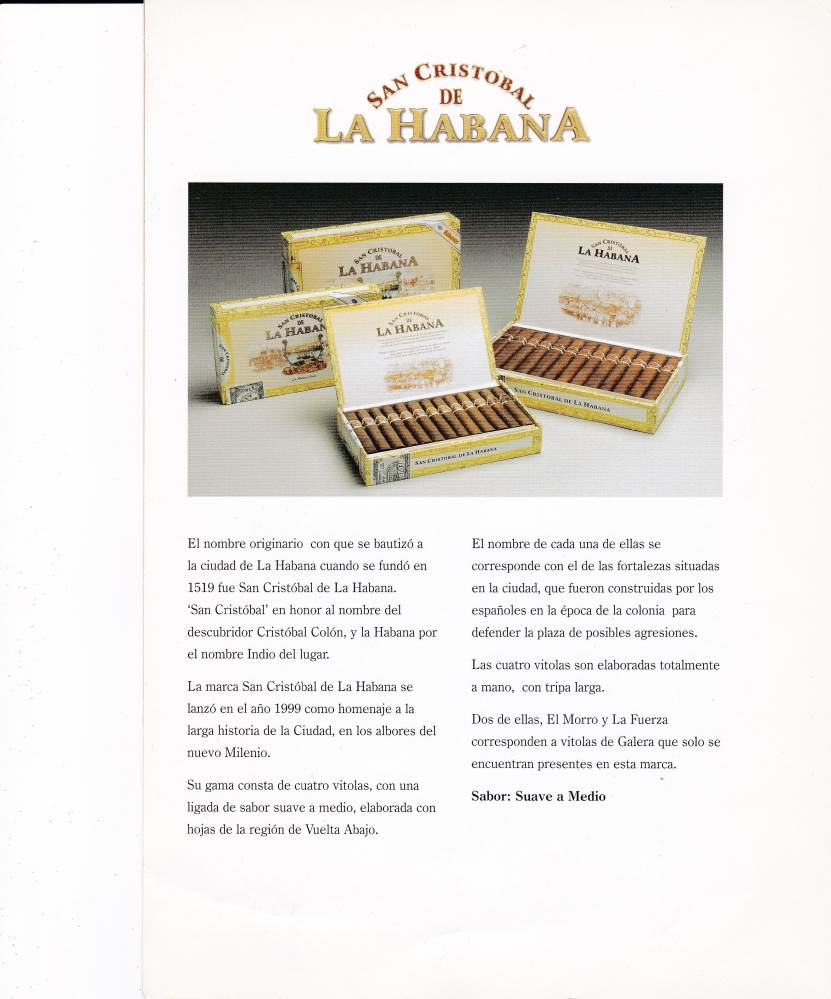 SAN CRISTOBAL
DE
LA HABANA
SAN CRISTOBAL
DE
LA HABANA
SAN CRISTOBAL
DE
LA HABANA
SAN CRISTOBAL
DE
LA HABAN
SAN CRISTOBAL
DE
LA HABANA
SAN CRISTOBAL DE LA HABANA
SAN CRISTOBAL DE LA HABANA
El nombre originario con que se bautizó a
la ciudad de La Habana cuando se fundó en
1519 fue San Cristóbal de La Habana.
‘San Cristóbal’ en honor al nombre del
descubridor Cristóbal Colón, y la Habana por
el nombre Indio del lugar.
La marca San Cristóbal de La Habana se
lanzó en el año 1999 como homenaje a la
larga historia de la Ciudad, en los albores del
nuevo Milenio.
Su gama consta de cuatro vitolas, con una
ligada de sabor suave a medio, elaborada con
hojas de la región de Vuelta Abajo.
El nombre de cada una de ellas se
corresponde con el de las fortalezas situadas
en la ciudad, que fueron construidas por los
españoles en la época de la colonia para
defender la plaza de posibles agresiones.
Las cuatro vitolas son elaboradas totalmente
a mano, con tripa larga.
Dos de ellas, El Morro y La Fuerza
corresponden a vitolas de Galera que solo se
encuentran presentes en esta marca.
Sabor: Suave a Medio